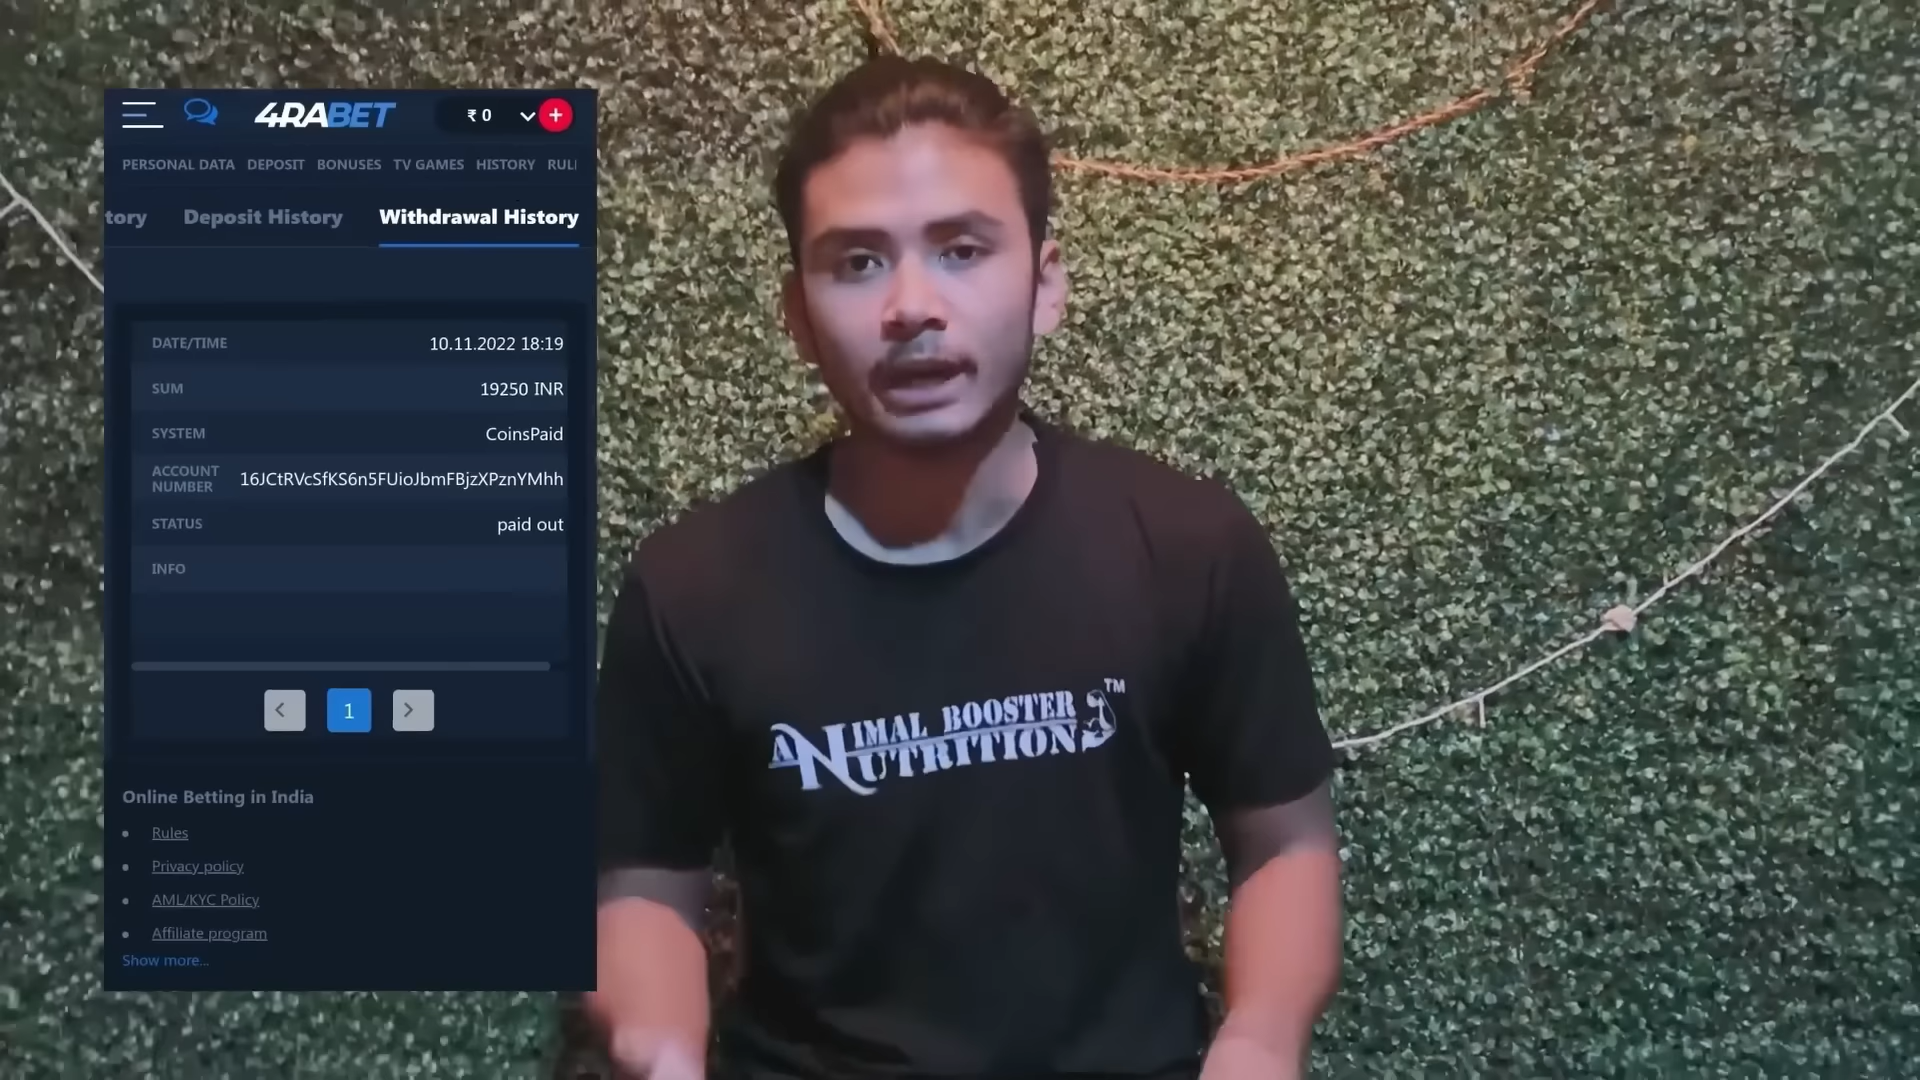 4RABET
₹ 0
+
PERSONAL DATA DEPOSIT BONUSES TV GAMES HISTORY RULI
tory Deposit History Withdrawal History
DATE/TIME 10.11.2022 18:19
SUM 19250 INR
SYSTEM CoinsPaid
ACCOUNT NUMBER 16JCtRVcSfKS6n5FUioJbmFBjzXPznYMhh
STATUS paid out
INFO
< 1 >
Online Betting in India
Rules
Privacy policy
AML/KYC Policy
Affiliate program
Show more...
ANIMAL BOOSTER TM
NUTRITION